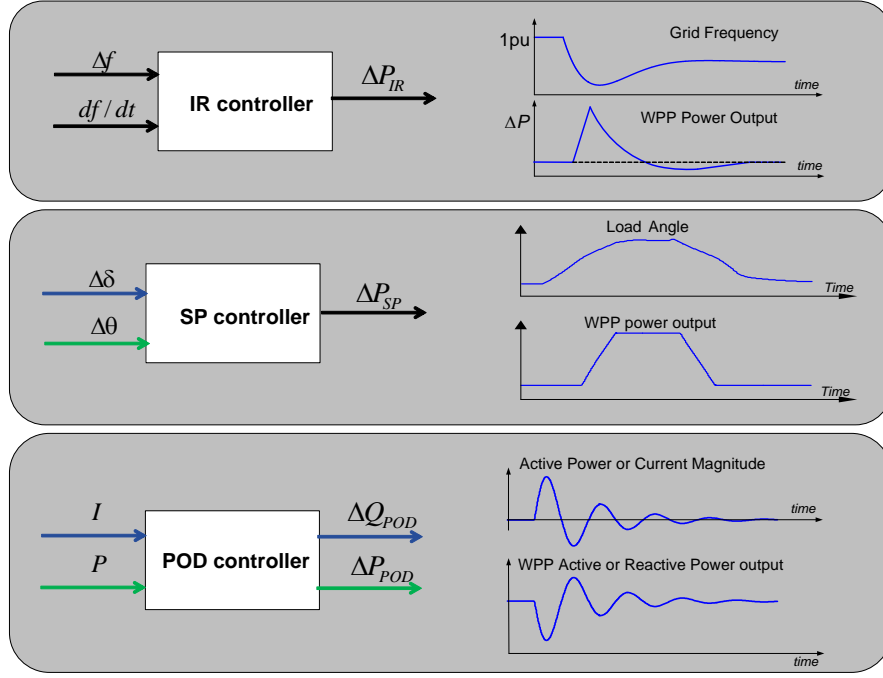 Δf
df / dt
IR controller
ΔP_IR
1pu
Grid Frequency
time
ΔP
WPP Power Output
time
Δδ
Δθ
SP controller
ΔP_SP
Load Angle
Time
WPP power output
Time
I
P
POD controller
ΔQ_POD
ΔP_POD
Active Power or Current Magnitude
time
WPP Active or Reactive Power output
time